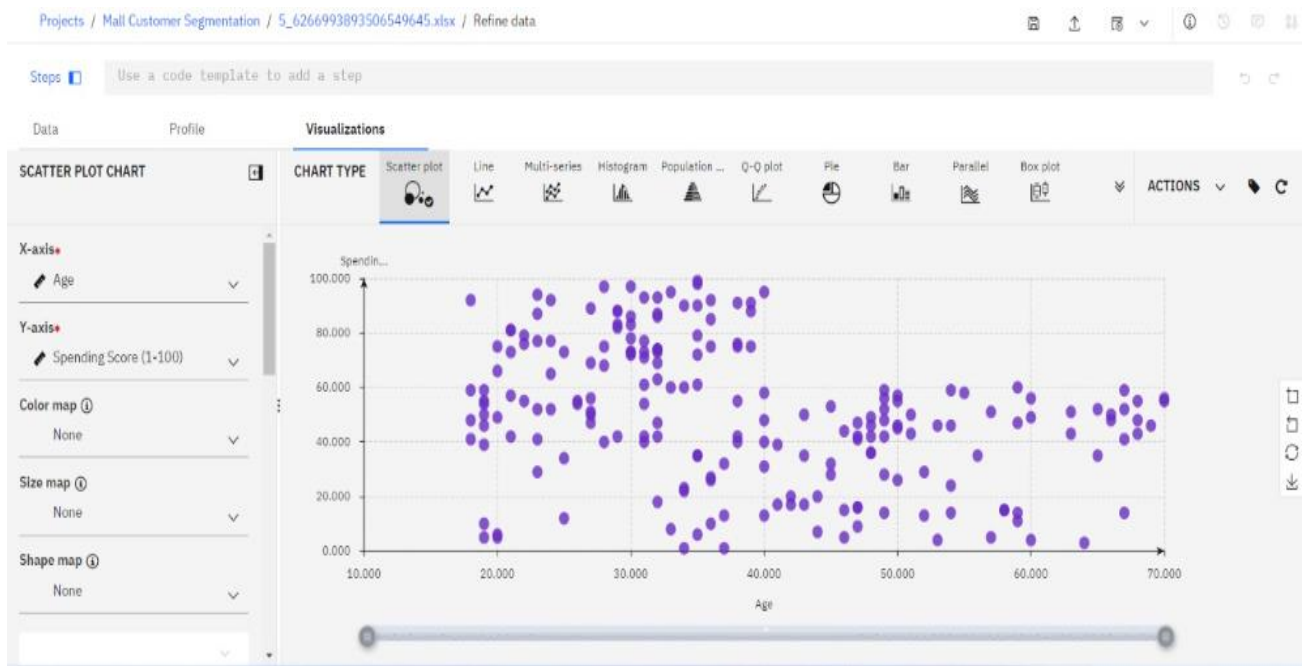 Projects / Mall Customer Segmentation / 5_6266993893506549645.xlsx / Refine data
Steps Use a code template to add a step
Data Profile Visualizations
SCATTER PLOT CHART
CHART TYPE Scatter plot Line Multi-series Histogram Population ... Q-Q plot Pie Bar Parallel Box plot ACTIONS
X-axis
Age
Y-axis
Spending Score (1-100)
Color map
None
Size map
None
Shape map
None
Spendin...
100.000
80.000
60.000
40.000
20.000
0.000
10.000 20.000 30.000 40.000 50.000 60.000 70.000
Age